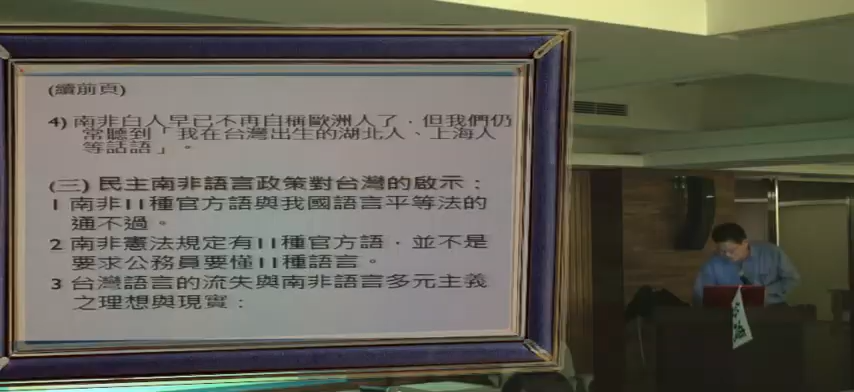 (續前頁)
4) 南非白人早已不再自稱歐洲人了．但我們仍
常聽到「我在台灣出生的湖北人、上海人
等話語」。
(三) 民主南非語言政策對台灣的啟示：
1 南非11種官方語與我國語言平等法的
通不過。
2 南非憲法規定有11種官方語．並不是
要求公務員要懂11種語言。
3 台灣語言的流失與南非語言多元主義
之理想與現實：